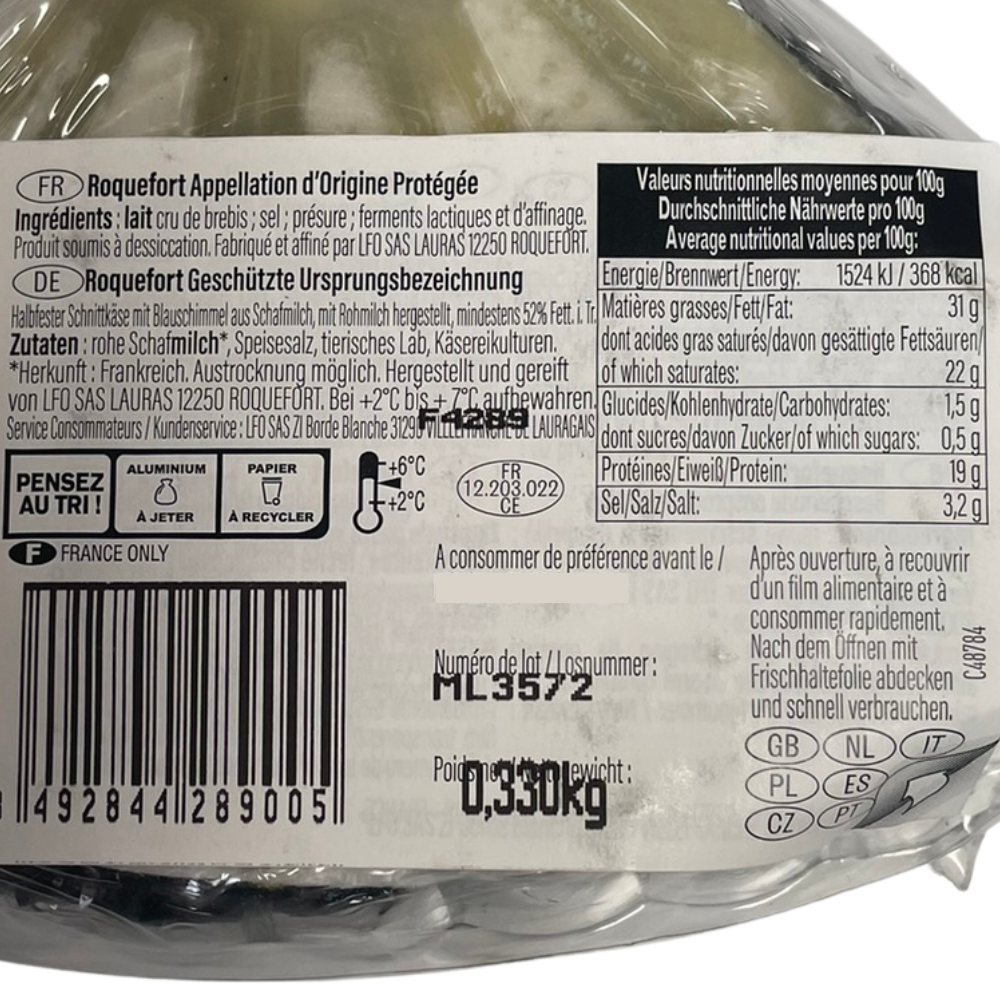 FR Roquefort Appellation d'Origine Protégée
Ingrédients : lait cru de brebis ; sel ; présure ; ferments lactiques et d'affinage.
Produit soumis à dessiccation. Fabriqué et affiné par LFO SAS LAURAS 12250 ROQUEFORT.
DE Roquefort Geschützte Ursprungsbezeichnung
Halbfester Schnittkäse mit Blauschimmel aus Schafmilch, mit Rohmilch hergestellt, mindestens 52% Fett. i. Tr.
Zutaten : rohe Schafmilch*, Speisesalz, tierisches Lab, Käsereikulturen.
*Herkunft : Frankreich. Austrocknung möglich. Hergestellt und gereift
von LFO SAS LAURAS 12250 ROQUEFORT. Bei +2°C bis + 7°C aufbewahren.
F4289
Service Consommateurs / Kundenservice : LFO SAS ZI Borde Blanche 31290 LAURAGAIS
Valeurs nutritionnelles moyennes pour 100g
Durchschnittliche Nährwerte pro 100g
Average nutritional values per 100g:
Energie/Brennwert/Energy: 1524 kJ / 368 kcal
Matières grasses/Fett/Fat: 31 g
dont acides gras saturés/davon gesättigte Fettsäuren/
of which saturates: 22 g
Glucides/Kohlenhydrate/Carbohydrates: 1,5 g
dont sucres/davon Zucker/of which sugars: 0,5 g
Protéines/Eiweiß/Protein: 19 g
Sel/Salz/Salt: 3,2 g
PENSEZ
AU TRI !
ALUMINIUM
À JETER
PAPIER
À RECYCLER
+6°C
+2°C
FR
12.203.022
CE
F FRANCE ONLY
A consommer de préférence avant le /
Numéro de lot / Losnummer :
ML3572
Poids net / Nettogewicht :
0,330kg
492844 289005
Après ouverture, à recouvrir
d'un film alimentaire et à
consommer rapidement.
Nach dem Öffnen mit
Frischhaltefolie abdecken
und schnell verbrauchen.
C48784
GB NL IT
PL ES
CZ PT